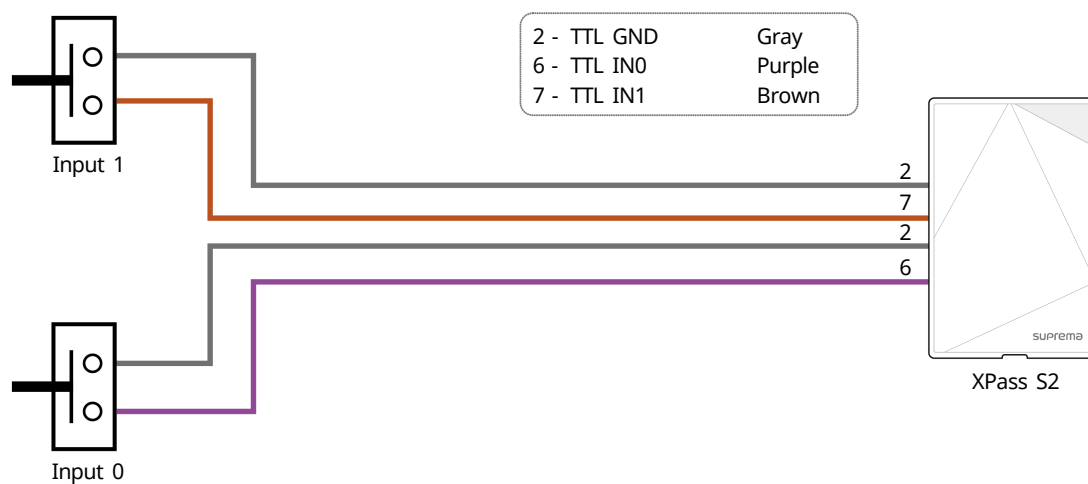 2 - TTL GND Gray
6 - TTL IN0 Purple
7 - TTL IN1 Brown
Input 1
2
7
2
6
suprema
XPass S2
Input 0